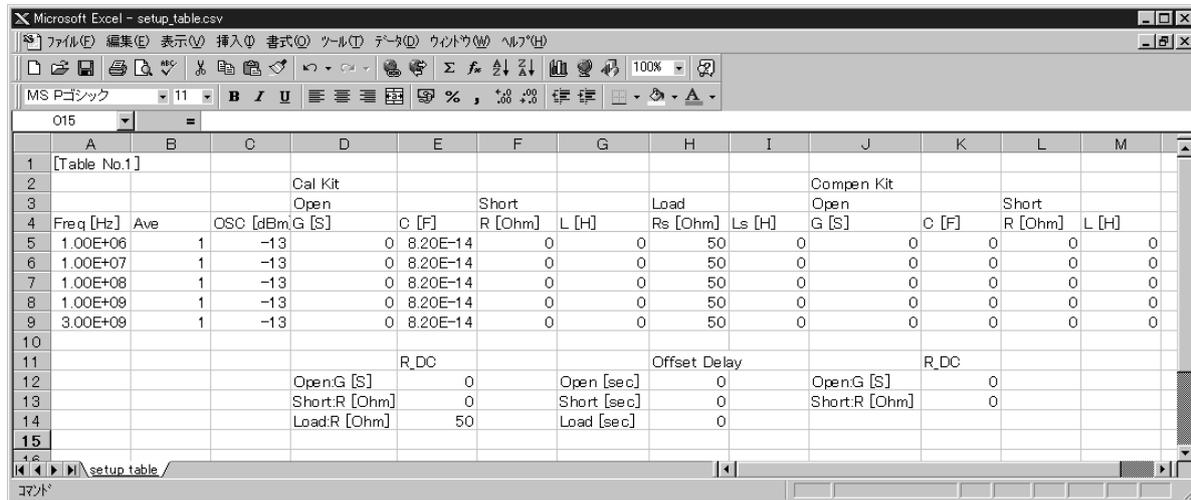 Microsoft Excel - setup_table.csv
ファイル(F) 編集(E) 表示(V) 挿入(I) 書式(O) ツール(T) データ(D) ウィンドウ(W) ヘルプ(H)
100%
MS Pゴシック 11 B I U % ,
O15 =
A B C D E F G H I J K L M
1 [Table No.1]
2 Cal Kit Compen Kit
3 Open Short Load Open Short
4 Freq [Hz] Ave OSC [dBm] G [S] C [F] R [Ohm] L [H] Rs [Ohm] Ls [H] G [S] C [F] R [Ohm] L [H]
5 1.00E+06 1 -13 0 8.20E-14 0 0 50 0 0 0 0 0
6 1.00E+07 1 -13 0 8.20E-14 0 0 50 0 0 0 0 0
7 1.00E+08 1 -13 0 8.20E-14 0 0 50 0 0 0 0 0
8 1.00E+09 1 -13 0 8.20E-14 0 0 50 0 0 0 0 0
9 3.00E+09 1 -13 0 8.20E-14 0 0 50 0 0 0 0 0
10
11 R_DC Offset Delay R_DC
12 Open:G [S] 0 Open [sec] 0 Open:G [S] 0
13 Short:R [Ohm] 0 Short [sec] 0 Short:R [Ohm] 0
14 Load:R [Ohm] 50 Load [sec] 0
15
16
setup_table
コマンド